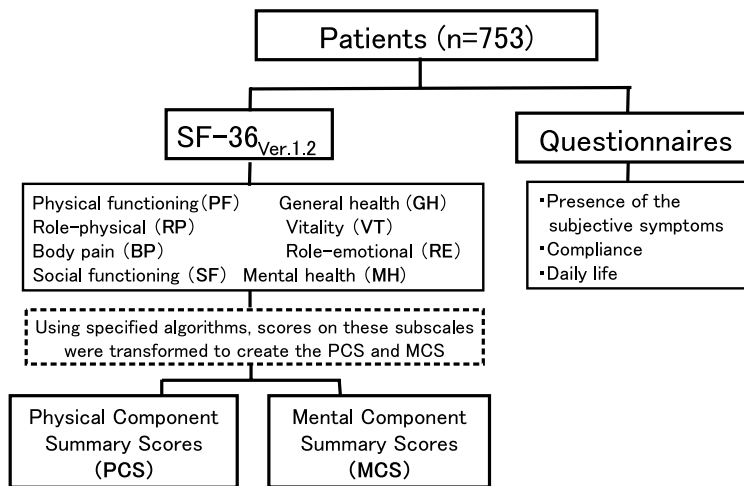 Patients (n=753)
SF-36Ver.1.2
Questionnaires
Physical functioning(PF) General health (GH)
Role-physical (RP) Vitality (VT)
Body pain (BP) Role-emotional (RE)
Social functioning (SF) Mental health (MH)
・Presence of the
subjective symptoms
・Compliance
・Daily life
Using specified algorithms, scores on these subscales
were transformed to create the PCS and MCS
Physical Component
Summary Scores
(PCS)
Mental Component
Summary Scores
(MCS)